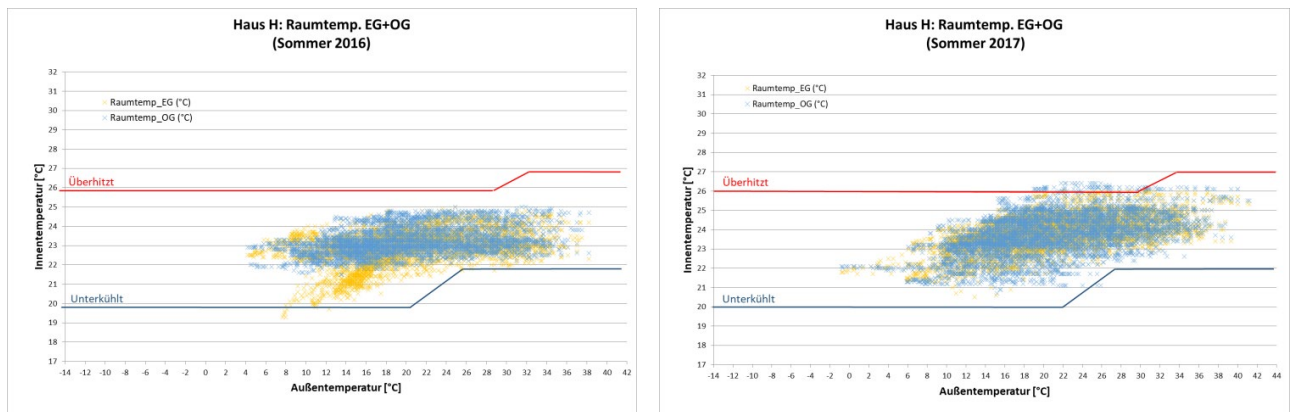 Haus H: Raumtemp. EG+OG
(Sommer 2016)
32
31
30
29
28
27
26
25
24
23
22
21
20
19
18
17
Innentemperatur [°C]
Raumtemp_EG (°C)
Raumtemp_OG (°C)
Überhitzt
Unterkühlt
-14 -12 -10 -8 -6 -4 -2 0 2 4 6 8 10 12 14 16 18 20 22 24 26 28 30 32 34 36 38 40 42
Außentemperatur [°C]
Haus H: Raumtemp. EG+OG
(Sommer 2017)
32
31
30
29
28
27
26
25
24
23
22
21
20
19
18
17
Innentemperatur [°C]
Raumtemp_EG (°C)
Raumtemp_OG (°C)
Überhitzt
Unterkühlt
-14 -12 -10 -8 -6 -4 -2 0 2 4 6 8 10 12 14 16 18 20 22 24 26 28 30 32 34 36 38 40 42 44
Außentemperatur [°C]